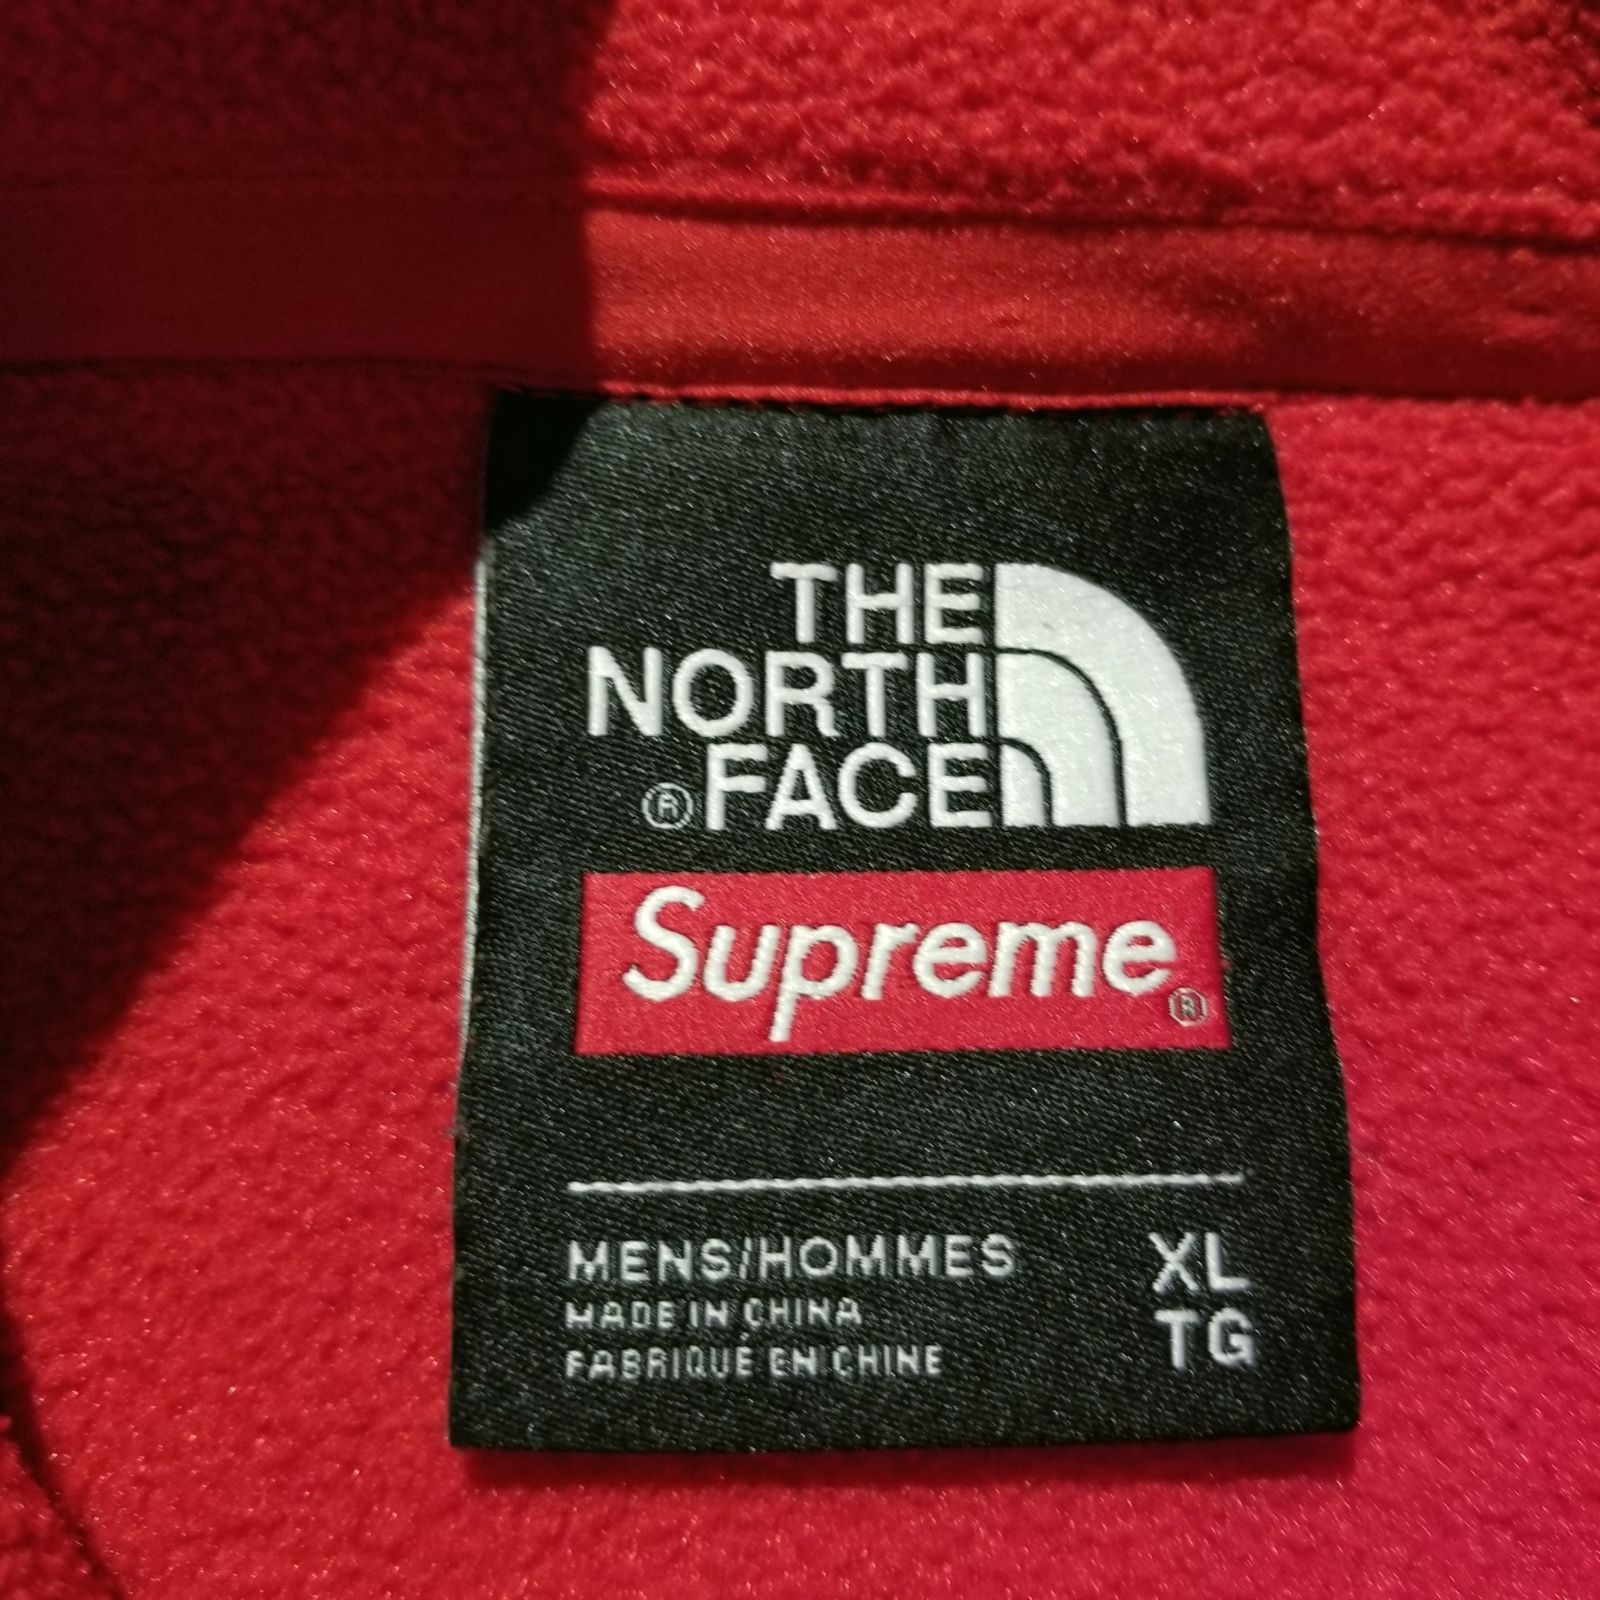 THE
NORTH
®FACE
Supreme®
MENS/HOMMES XL
MADE IN CHINA TG
FABRIQUÉ EN CHINE